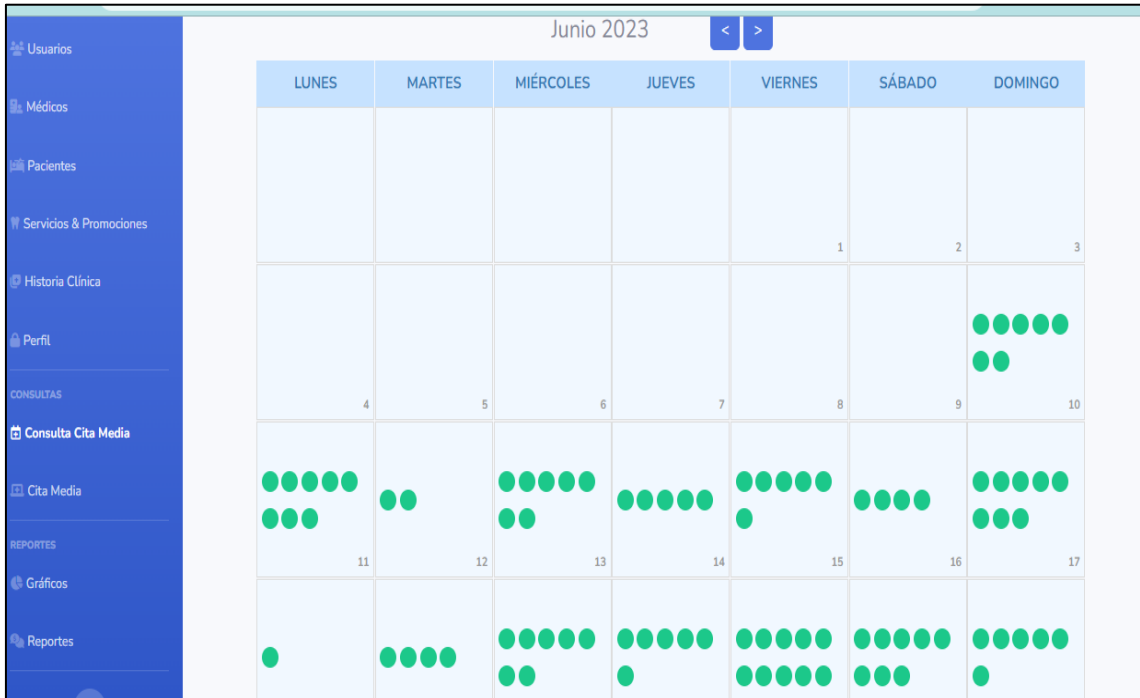 Junio 2023
<
>
Usuarios
Médicos
Pacientes
Servicios & Promociones
Historia Clínica
Perfil
CONSULTAS
Consulta Cita Media
Cita Media
REPORTES
Gráficos
Reportes
LUNES MARTES MIÉRCOLES JUEVES VIERNES SÁBADO DOMINGO
1 2 3
4 5 6 7 8 9 10
11 12 13 14 15 16 17